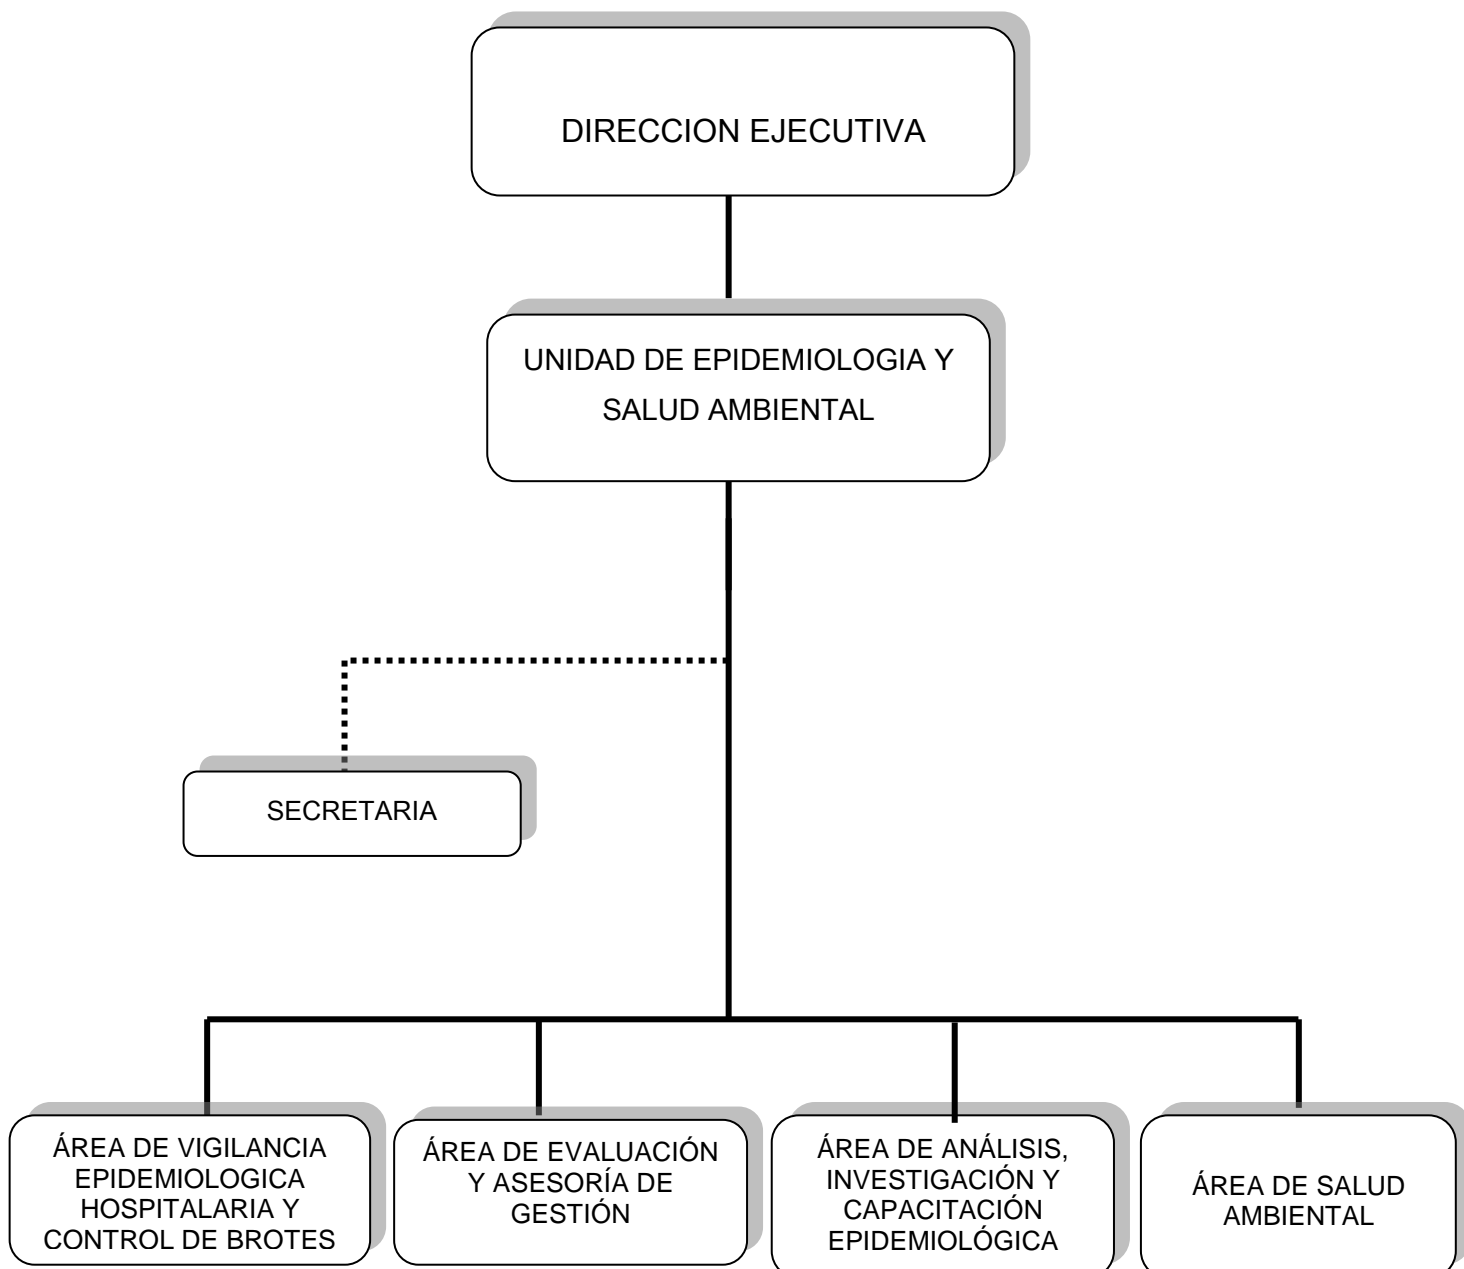 DIRECCION EJECUTIVA
UNIDAD DE EPIDEMIOLOGIA Y
SALUD AMBIENTAL
SECRETARIA
ÁREA DE VIGILANCIA
EPIDEMIOLOGICA
HOSPITALARIA Y
CONTROL DE BROTES
ÁREA DE EVALUACIÓN
Y ASESORÍA DE
GESTIÓN
ÁREA DE ANÁLISIS,
INVESTIGACIÓN Y
CAPACITACIÓN
EPIDEMIOLÓGICA
ÁREA DE SALUD
AMBIENTAL